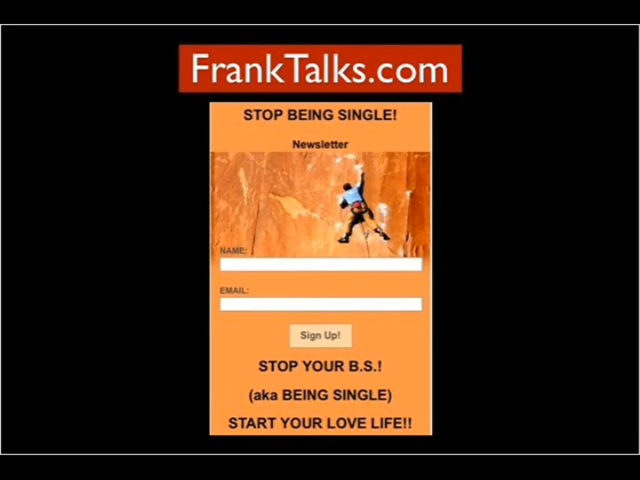 FrankTalks.com
STOP BEING SINGLE!
Newsletter
NAME:
EMAIL:
Sign Up!
STOP YOUR B.S.!
(aka BEING SINGLE)
START YOUR LOVE LIFE!!